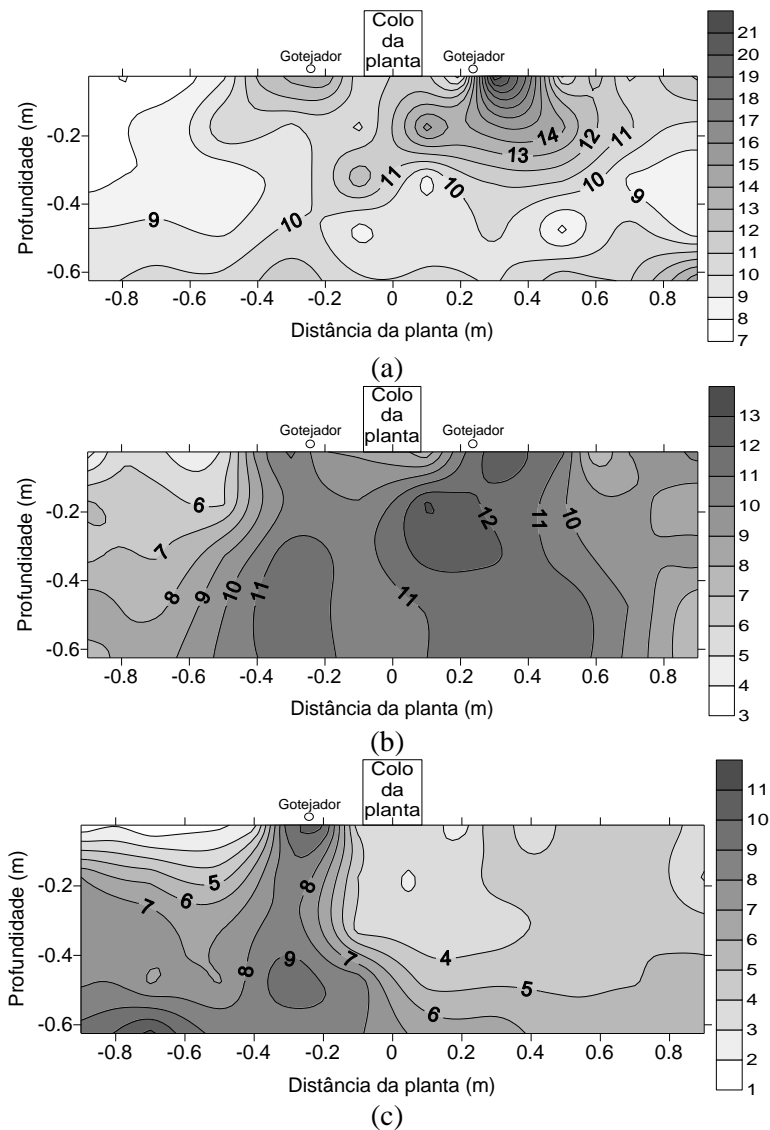 Colo
da
planta
Gotejador
Gotejador
Profundidade (m)
-0.2
-0.4
-0.6
-0.8 -0.6 -0.4 -0.2 0 0.2 0.4 0.6 0.8
Distância da planta (m)
9
10
11
10
13
14
12
11
10
9
21
20
19
18
17
16
15
14
13
12
11
10
9
8
7
(a)
Colo
da
planta
Gotejador
Gotejador
Profundidade (m)
-0.2
-0.4
-0.6
-0.8 -0.6 -0.4 -0.2 0 0.2 0.4 0.6 0.8
Distância da planta (m)
6
7
8
9
10
11
11
12
11
10
13
12
11
10
9
8
7
6
5
4
3
(b)
Colo
da
planta
Gotejador
Profundidade (m)
-0.2
-0.4
-0.6
-0.8 -0.6 -0.4 -0.2 0 0.2 0.4 0.6 0.8
Distância da planta (m)
5
6
7
8
8
9
7
6
4
5
11
10
9
8
7
6
5
4
3
2
1
(c)